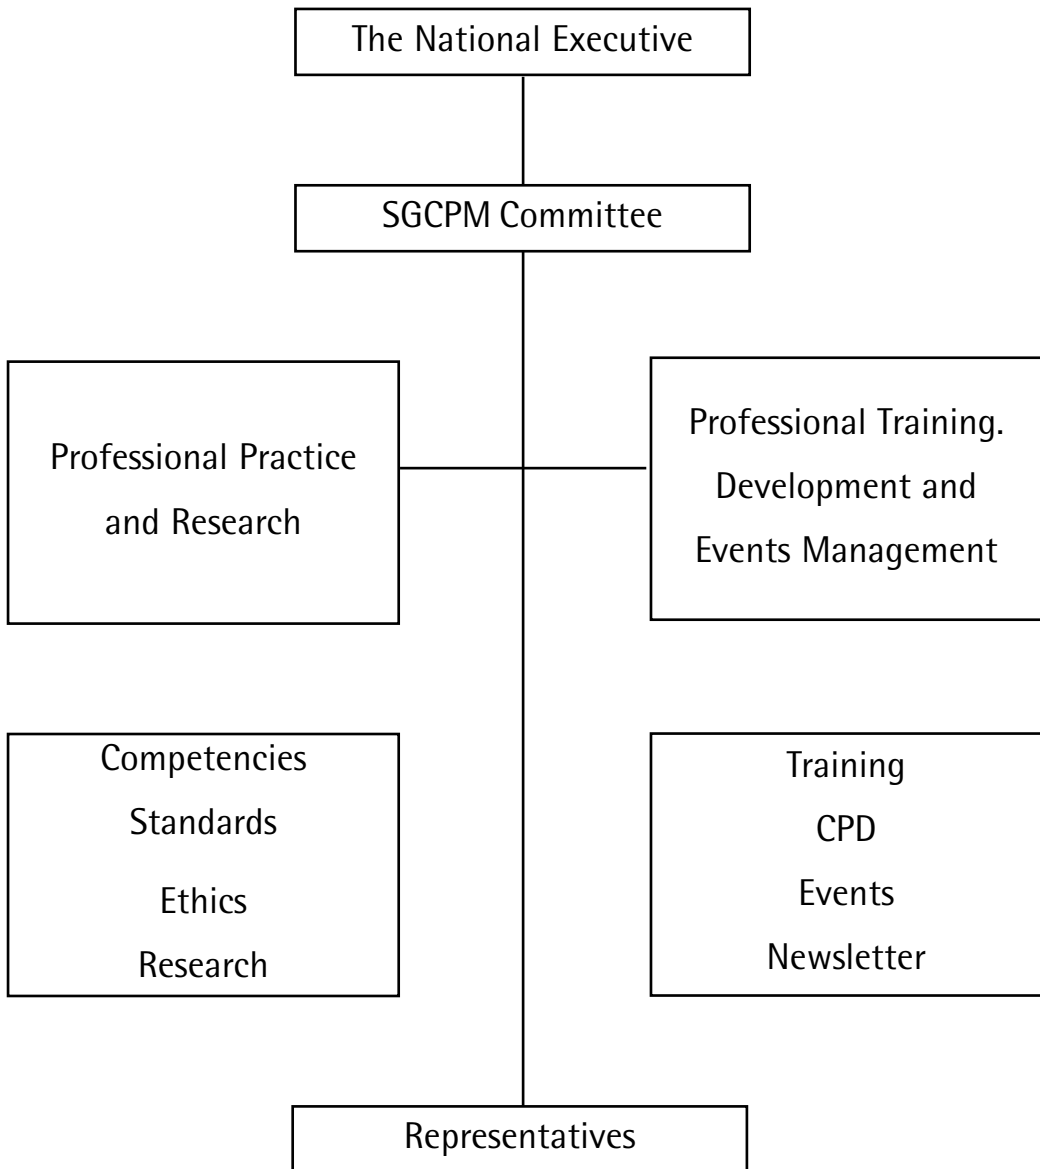 The National Executive
SGCPM Committee
Professional Practice
and Research
Professional Training.
Development and
Events Management
Competencies
Standards
Ethics
Research
Training
CPD
Events
Newsletter
Representatives